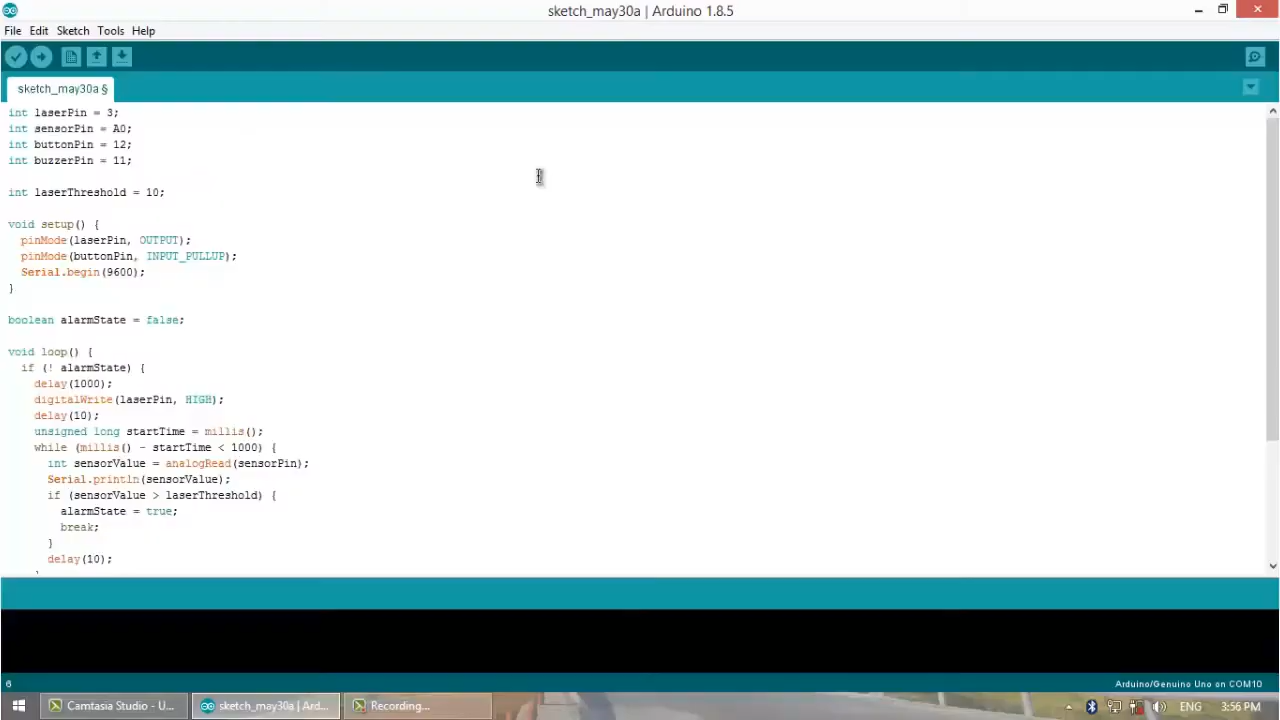 sketch_may30a | Arduino 1.8.5
File Edit Sketch Tools Help
sketch_may30a §
int laserPin = 3;
int sensorPin = A0;
int buttonPin = 12;
int buzzerPin = 11;
int laserThreshold = 10;
void setup() {
pinMode(laserPin, OUTPUT);
pinMode(buttonPin, INPUT_PULLUP);
Serial.begin(9600);
}
boolean alarmState = false;
void loop() {
if (! alarmState) {
delay(1000);
digitalWrite(laserPin, HIGH);
delay(10);
unsigned long startTime = millis();
while (millis() - startTime < 1000) {
int sensorValue = analogRead(sensorPin);
Serial.println(sensorValue);
if (sensorValue > laserThreshold) {
alarmState = true;
break;
}
delay(10);
6 Arduino/Genuino Uno on COM10
Camtasia Studio - U... sketch_may30a | Ard... Recording... ENG 3:56 PM